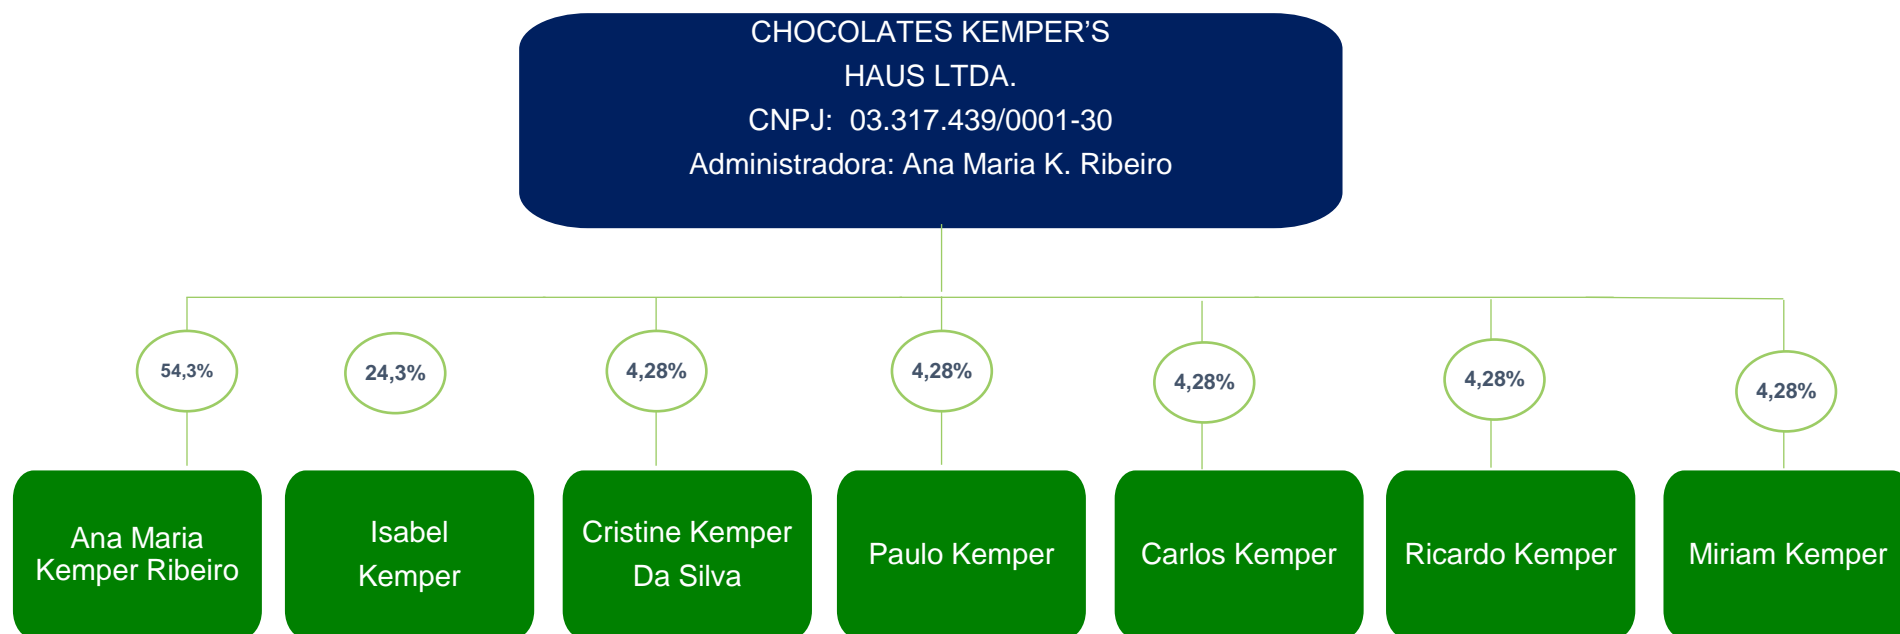 CHOCOLATES KEMPER’S
HAUS LTDA.
CNPJ:  03.317.439/0001-30
Administradora: Ana Maria K. Ribeiro
54,3%
24,3%
4,28%
4,28%
4,28%
4,28%
4,28%
Ana Maria
Kemper Ribeiro
Isabel
Kemper
Cristine Kemper
Da Silva
Paulo Kemper
Carlos Kemper
Ricardo Kemper
Miriam Kemper